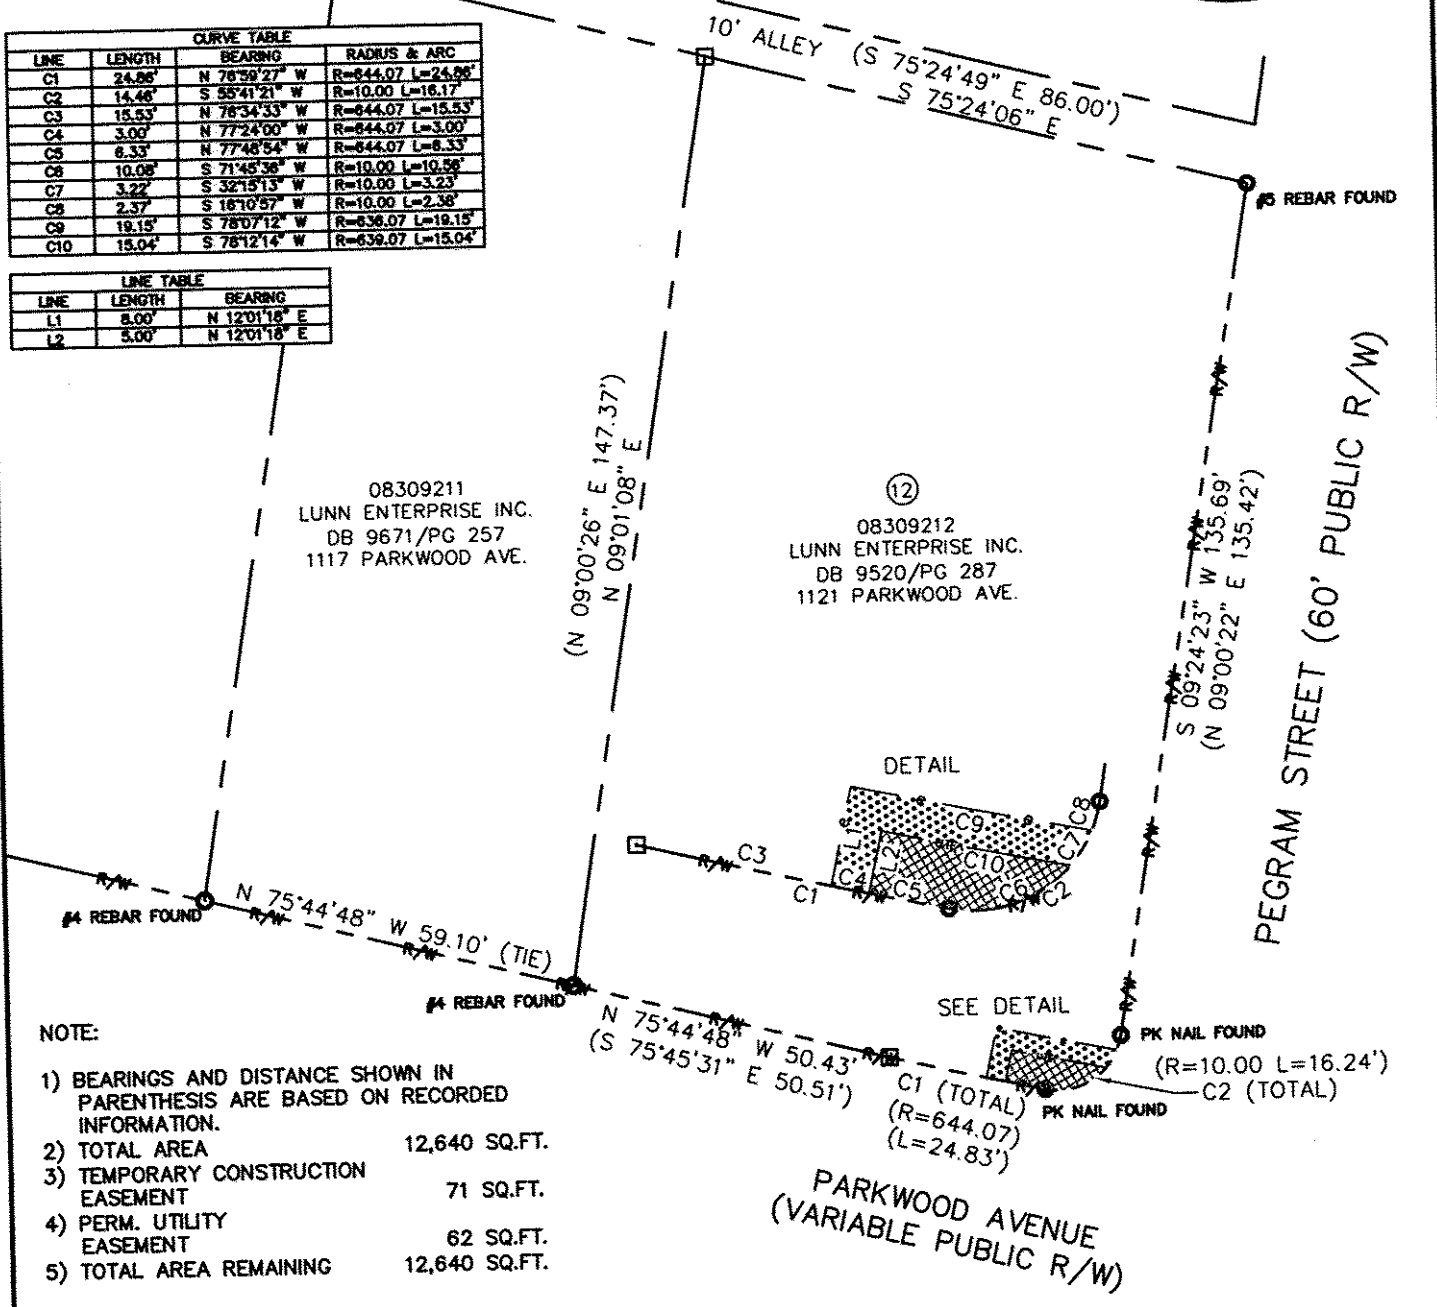 CURVE TABLE
LINE LENGTH BEARING RADIUS & ARC
C1 24.86' N 76°59'27" W R=644.07 L=24.86'
C2 14.46' S 55°41'21" W R=10.00 L=16.17'
C3 15.53' N 76°34'33" W R=644.07 L=15.53'
C4 3.00' N 77°24'00" W R=644.07 L=3.00'
C5 6.33' N 77°48'54" W R=644.07 L=6.33'
C6 10.08' S 71°45'36" W R=10.00 L=10.56'
C7 3.22' S 32°15'13" W R=10.00 L=3.23'
C8 2.37' S 16°10'57" W R=10.00 L=2.38'
C9 19.15' S 78°07'12" W R=636.07 L=19.15'
C10 15.04' S 78°12'14" W R=639.07 L=15.04'
LINE TABLE
LINE LENGTH BEARING
L1 8.00' N 12°01'18" E
L2 5.00' N 12°01'18" E
10' ALLEY (S 75°24'49" E 86.00')
S 75°24'06" E
#5 REBAR FOUND
(N 09°00'26" E 147.37')
N 09°01'08" E
08309211
LUNN ENTERPRISE INC.
DB 9671/PG 257
1117 PARKWOOD AVE.
12
08309212
LUNN ENTERPRISE INC.
DB 9520/PG 287
1121 PARKWOOD AVE.
R/W
R/W
R/W
R/W
R/W
S 09°24'23" W 135.69'
(N 09°00'22" E 135.42')
PEGRAM STREET (60' PUBLIC R/W)
DETAIL
C3
R/W
C1
C4
R/W
C5
L1
L2
C9
C10
C6
R/W
C2
C7
C8
R/W
#4 REBAR FOUND
N 75°44'48" W 59.10' (TIE)
R/W
R/W
#4 REBAR FOUND
R/W
N 75°44'48" W 50.43'
(S 75°45'31" E 50.51')
R/W
R/W
SEE DETAIL
PK NAIL FOUND
(R=10.00 L=16.24')
C2 (TOTAL)
R/W
PK NAIL FOUND
C1 (TOTAL)
(R=644.07)
(L=24.83')
PARKWOOD AVENUE
(VARIABLE PUBLIC R/W)
NOTE:
1) BEARINGS AND DISTANCE SHOWN IN
PARENTHESIS ARE BASED ON RECORDED
INFORMATION.
2) TOTAL AREA 12,640 SQ.FT.
3) TEMPORARY CONSTRUCTION
EASEMENT 71 SQ.FT.
4) PERM. UTILITY
EASEMENT 62 SQ.FT.
5) TOTAL AREA REMAINING 12,640 SQ.FT.